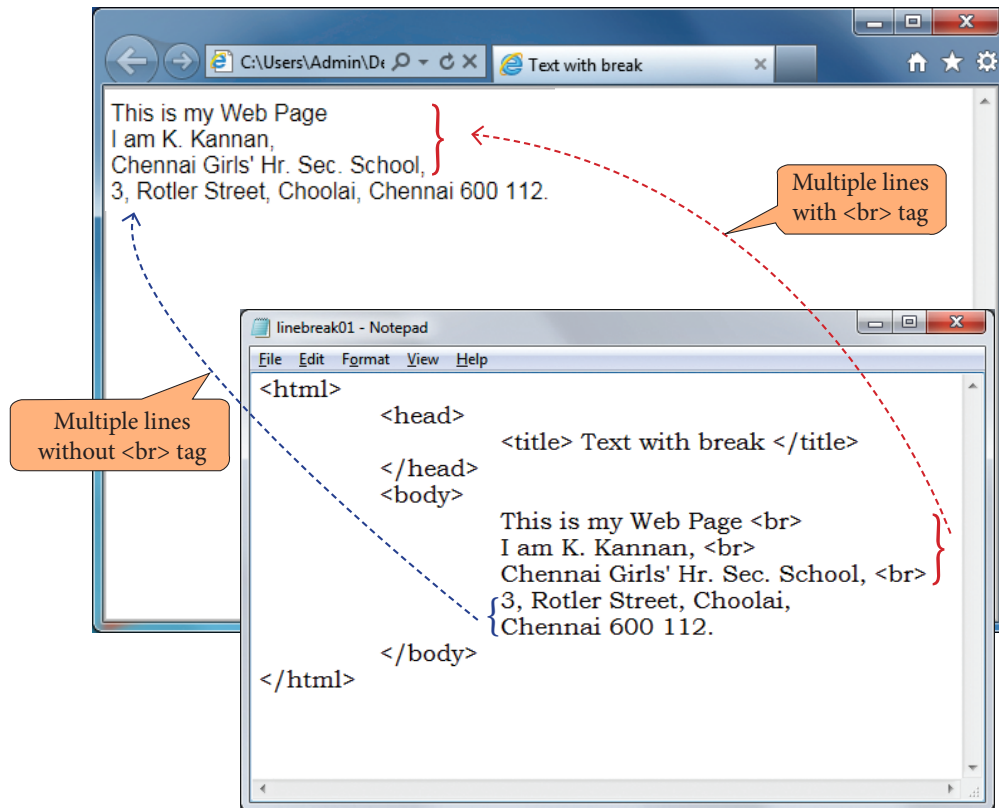 C:\Users\Admin\De
Text with break
This is my Web Page
I am K. Kannan,
Chennai Girls' Hr. Sec. School,
3, Rotler Street, Choolai, Chennai 600 112.
Multiple lines
with <br> tag
Multiple lines
without <br> tag
linebreak01 - Notepad
File Edit Format View Help
<html>
<head>
<title> Text with break </title>
</head>
<body>
This is my Web Page <br>
I am K. Kannan, <br>
Chennai Girls' Hr. Sec. School, <br>
3, Rotler Street, Choolai,
Chennai 600 112.
</body>
</html>